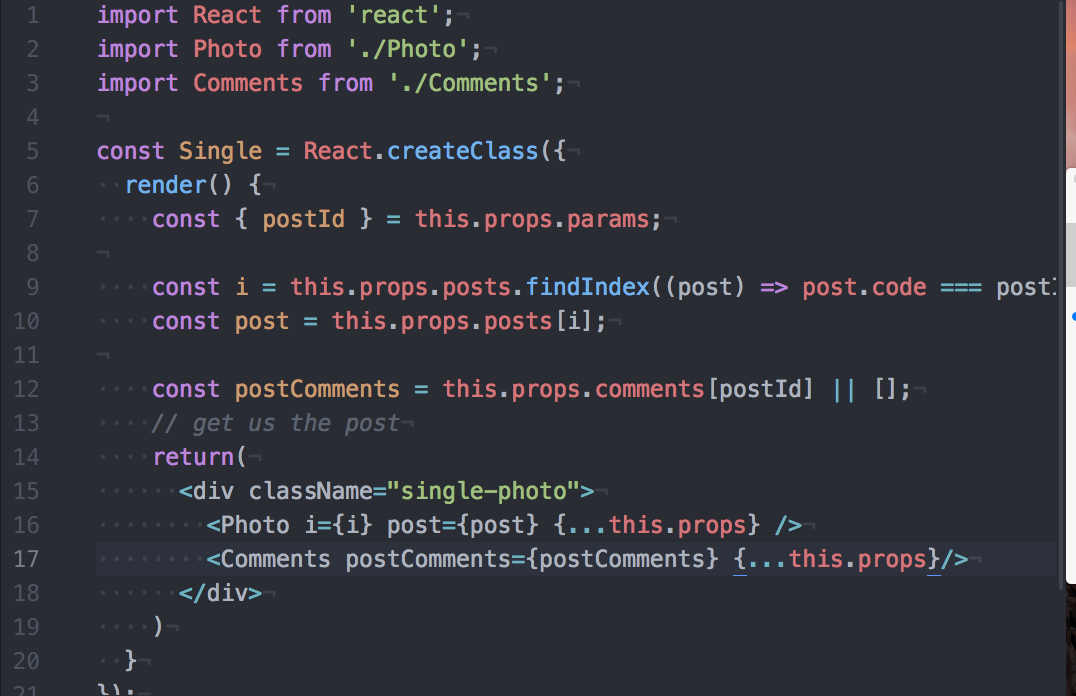 1 import React from 'react';¬
2 import Photo from './Photo';¬
3 import Comments from './Comments';¬
4 ¬
5 const Single = React.createClass({¬
6 ··render() {¬
7 ····const { postId } = this.props.params;¬
8 ¬
9 ····const i = this.props.posts.findIndex((post) => post.code === post
10 ····const post = this.props.posts[i];¬
11 ¬
12 ····const postComments = this.props.comments[postId] || [];¬
13 ····// get us the post¬
14 ····return(¬
15 ······<div className="single-photo">¬
16 ········<Photo i={i} post={post} {...this.props} />¬
17 ········<Comments postComments={postComments} {...this.props}/>¬
18 ······</div>¬
19 ····)¬
20 ··}¬
21 });¬